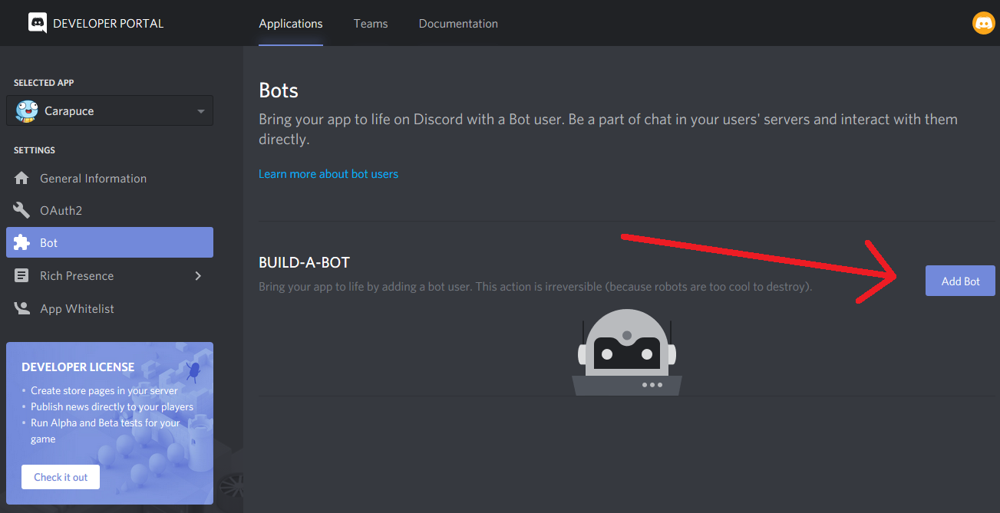 DEVELOPER PORTAL
Applications
Teams
Documentation
SELECTED APP
Carapuce
SETTINGS
General Information
OAuth2
Bot
Rich Presence
App Whitelist
DEVELOPER LICENSE
• Create store pages in your server
• Publish news directly to your players
• Run Alpha and Beta tests for your
game
Check it out
Bots
Bring your app to life on Discord with a Bot user. Be a part of chat in your users' servers and interact with them
directly.
Learn more about bot users
BUILD-A-BOT
Bring your app to life by adding a bot user. This action is irreversible (because robots are too cool to destroy).
Add Bot